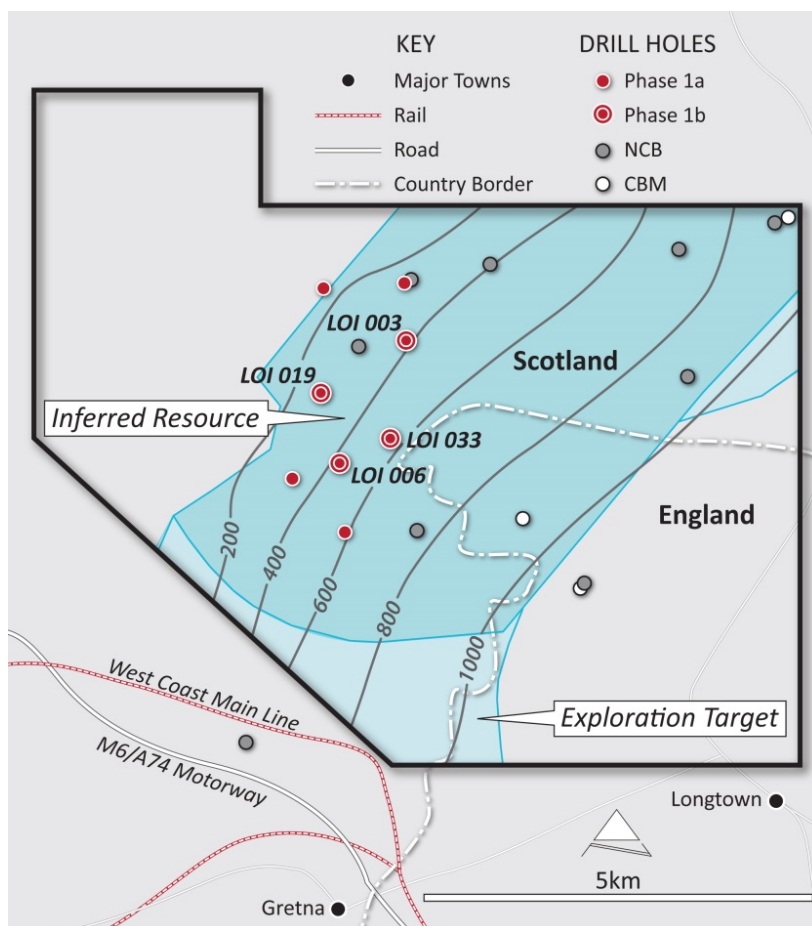 KEY
Major Towns
Rail
Road
Country Border
DRILL HOLES
Phase 1a
Phase 1b
NCB
CBM
LOI 003
Scotland
LOI 019
Inferred Resource
LOI 033
LOI 006
England
200
400
600
800
1000
West Coast Main Line
M6/A74 Motorway
Exploration Target
Longtown
5km
Gretna